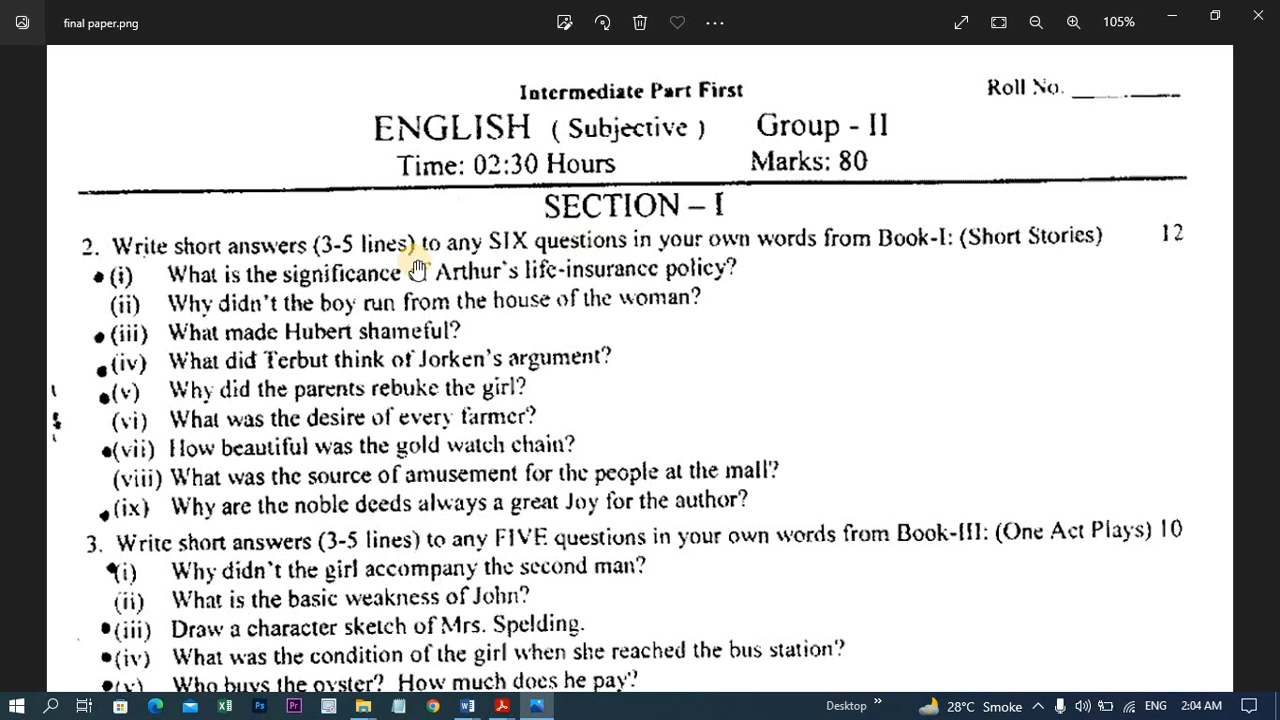 final paper.png
105%
Intermediate Part First
Roll No.
ENGLISH ( Subjective ) Group - II
Time: 02:30 Hours Marks: 80
SECTION – I
2. Write short answers (3-5 lines) to any SIX questions in your own words from Book-I: (Short Stories) 12
(i) What is the significance Arthur's life-insurance policy?
(ii) Why didn't the boy run from the house of the woman?
(iii) What made Hubert shameful?
(iv) What did Terbut think of Jorken's argument?
(v) Why did the parents rebuke the girl?
(vi) What was the desire of every farmer?
(vii) How beautiful was the gold watch chain?
(viii) What was the source of amusement for the people at the mall?
(ix) Why are the noble deeds always a great Joy for the author?
3. Write short answers (3-5 lines) to any FIVE questions in your own words from Book-III: (One Act Plays) 10
(i) Why didn't the girl accompany the second man?
(ii) What is the basic weakness of John?
(iii) Draw a character sketch of Mrs. Spelding.
(iv) What was the condition of the girl when she reached the bus station?
(v) Who buys the oyster? How much does he pay?
Desktop 28°C Smoke ENG 2:04 AM